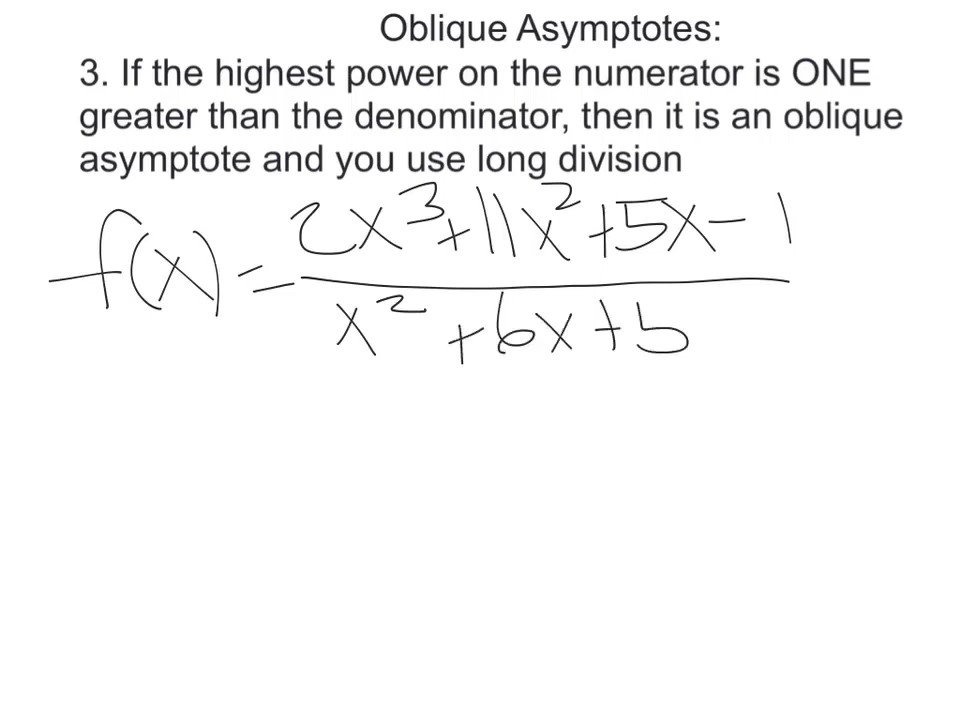 Oblique Asymptotes:
3. If the highest power on the numerator is ONE
greater than the denominator, then it is an oblique
asymptote and you use long division
f(x) = 2x³+11x²+5x-1
x²+6x+5